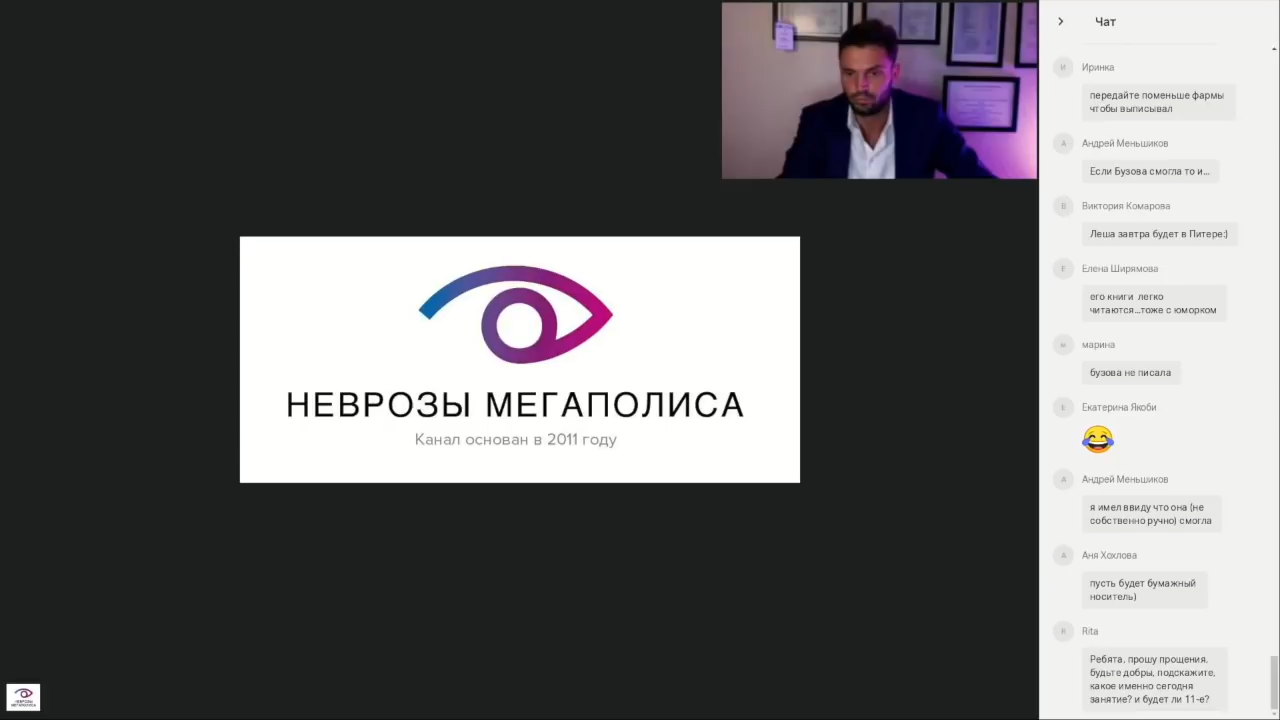 Чат
Иринка
передайте поменьше фармы
чтобы выписывал
Андрей Меньшиков
Если Бузова смогла то и...
Виктория Комарова
Леша завтра будет в Питере:)
Елена Ширямова
его книги легко
читаются...тоже с юморком
марина
бузова не писала
Екатерина Якоби
Андрей Меньшиков
я имел ввиду что она (не
собственно ручно) смогла
Аня Хохлова
пусть будет бумажный
носитель)
Rita
Ребята, прошу прощения,
будьте добры, подскажите,
какое именно сегодня
занятие? и будет ли 11-е?
НЕВРОЗЫ МЕГАПОЛИСА
Канал основан в 2011 году
НЕВРОЗЫ
МЕГАПОЛИСА